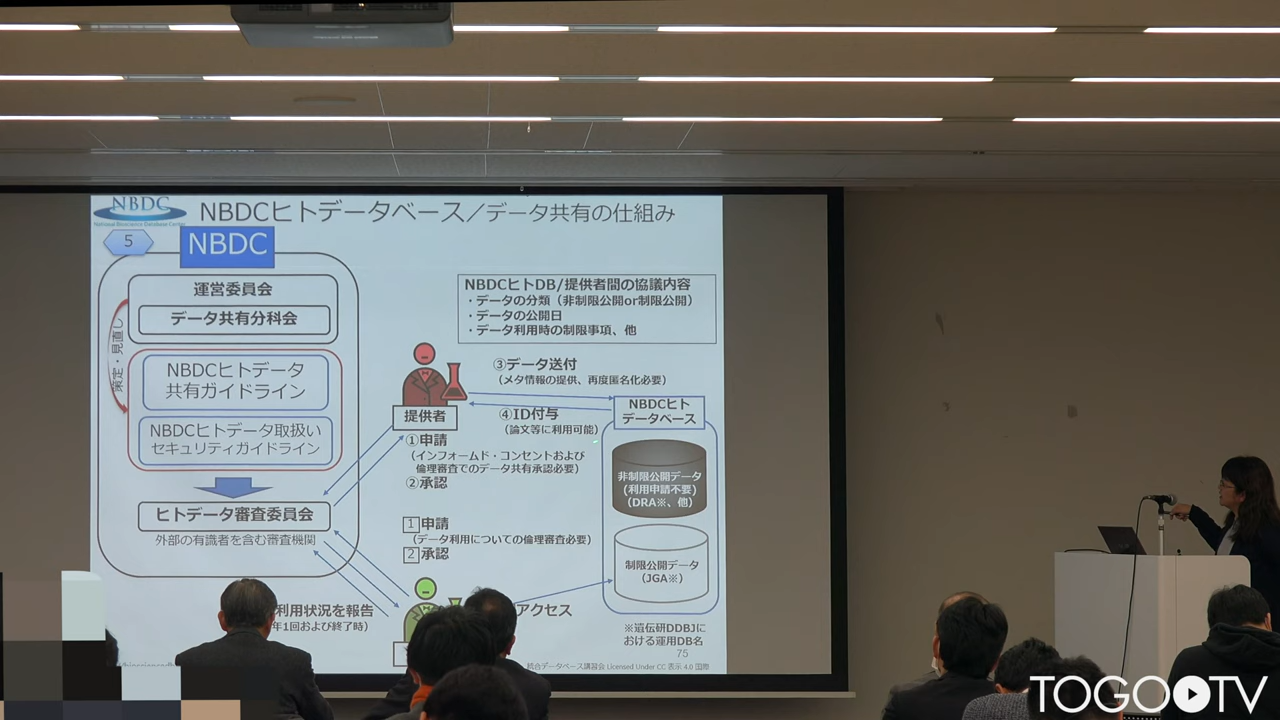 NBDC
National Bioscience Database Center
NBDCヒトデータベース/データ共有の仕組み
5
NBDC
運営委員会
データ共有分科会
策定・見直し
NBDCヒトデータ
共有ガイドライン
NBDCヒトデータ取扱い
セキュリティガイドライン
ヒトデータ審査委員会
外部の有識者を含む審査機関
NBDCヒトDB/提供者間の協議内容
・データの分類(非制限公開or制限公開)
・データの公開日
・データ利用時の制限事項、他
提供者
③データ送付
(メタ情報の提供、再度匿名化必要)
④ID付与
(論文等に利用可能)
①申請
(インフォームド・コンセントおよび
倫理審査でのデータ共有承認必要)
②承認
1 申請
(データ利用についての倫理審査必要)
2 承認
NBDCヒト
データベース
非制限公開データ
(利用申請不要)
(DRA※、他)
制限公開データ
(JGA※)
利用状況を報告
年1回および終了時)
アクセス
※遺伝研DDBJに
おける運用DB名
75
統合データベース講習会 Licensed Under CC 表示 4.0 国際
TOGOTV